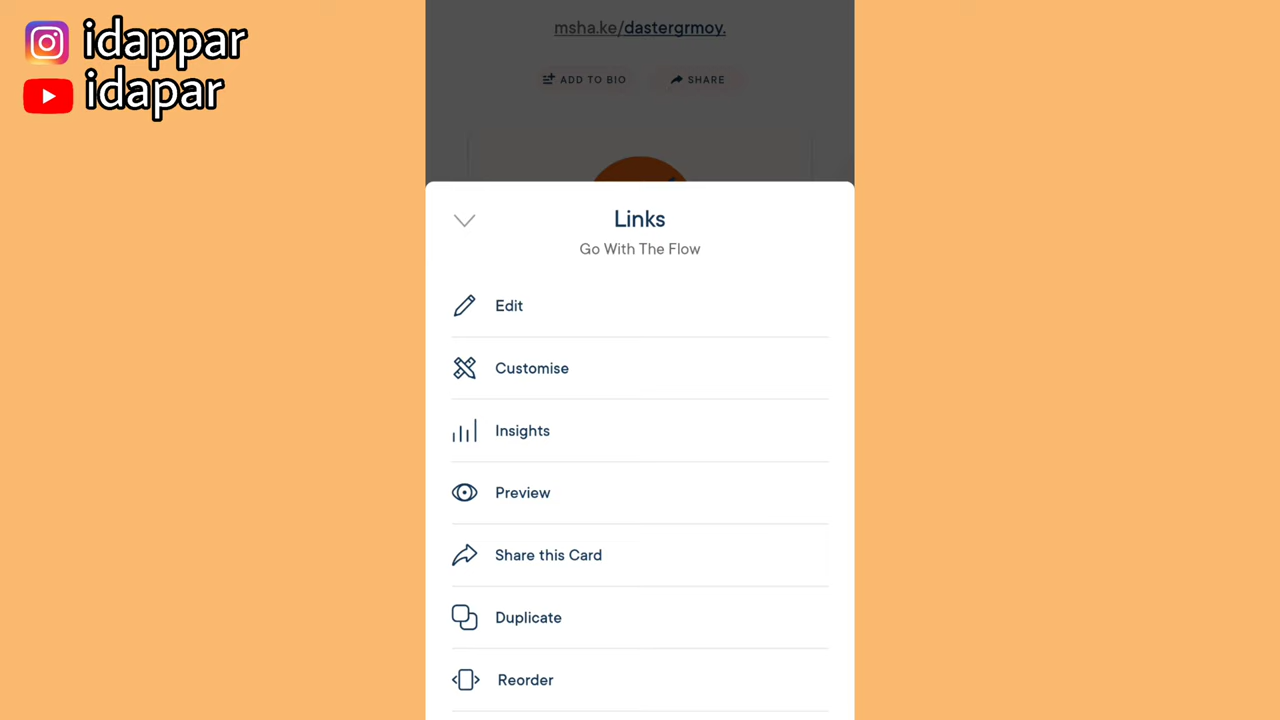 idappar
idapar
msha.ke/dastergrmoy.
ADD TO BIO
SHARE
Links
Go With The Flow
Edit
Customise
Insights
Preview
Share this Card
Duplicate
Reorder